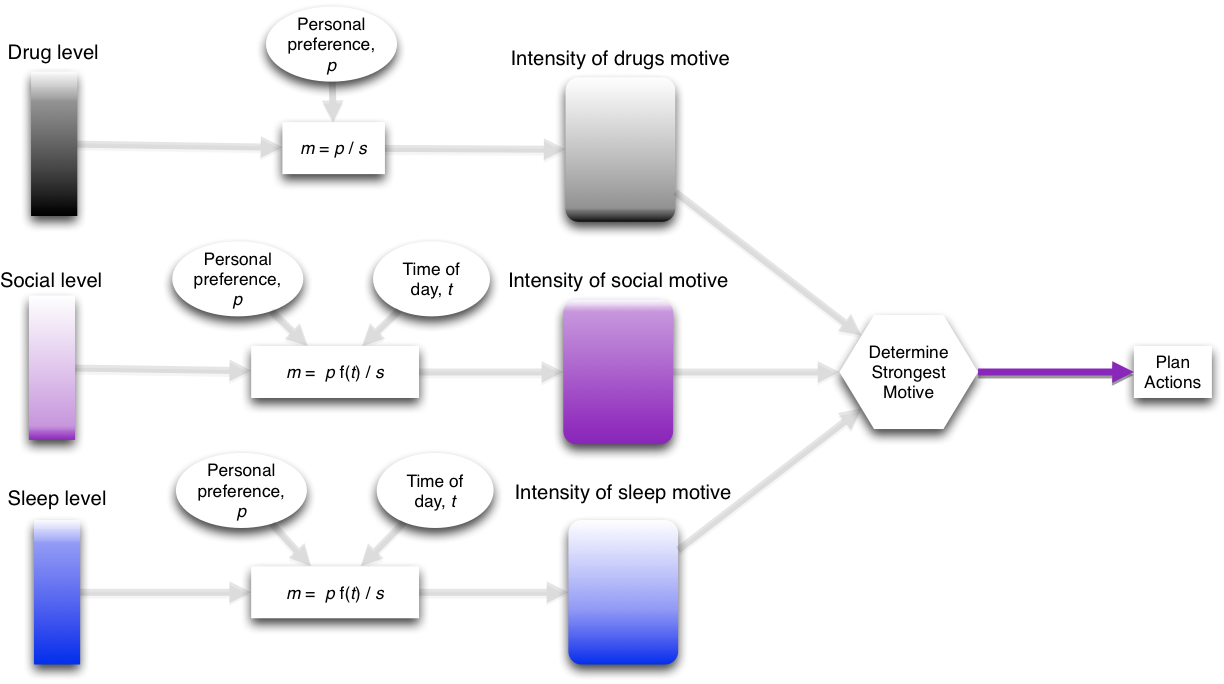 Drug level
Personal
preference,
p
Intensity of drugs motive
m = p / s
Social level
Personal
preference,
p
Time of
day, t
Intensity of social motive
m = p f(t) / s
Determine
Strongest
Motive
Plan
Actions
Sleep level
Personal
preference,
p
Time of
day, t
Intensity of sleep motive
m = p f(t) / s